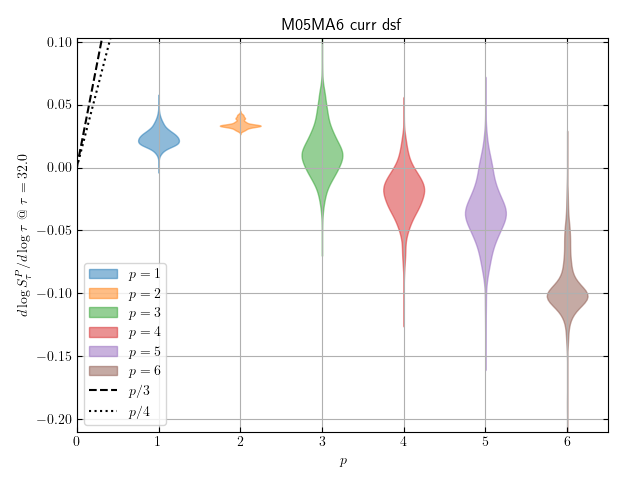 M05MA6 curr dsf
d log S_τ^P / d log τ @ τ = 32.0
0.10
0.05
0.00
−0.05
−0.10
−0.15
−0.20
p = 1
p = 2
p = 3
p = 4
p = 5
p = 6
p/3
p/4
0 1 2 3 4 5 6
p